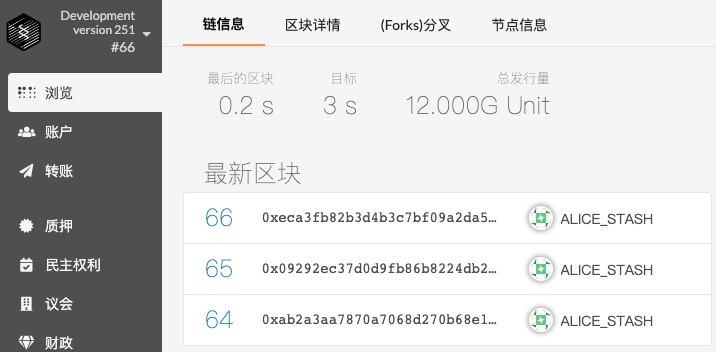 Development
version 251
#66
浏览
账户
转账
质押
民主权利
议会
财政
链信息
区块详情
(Forks)分叉
节点信息
最后的区块
0.2 s
目标
3 s
总发行量
12.000G Unit
最新区块
66 0xeca3fb82b3d4b3c7bf09a2da5… ALICE_STASH
65 0x09292ec37d0d9fb86b8224db2… ALICE_STASH
64 0xab2a3aa7870a7068d270b68e1… ALICE_STASH